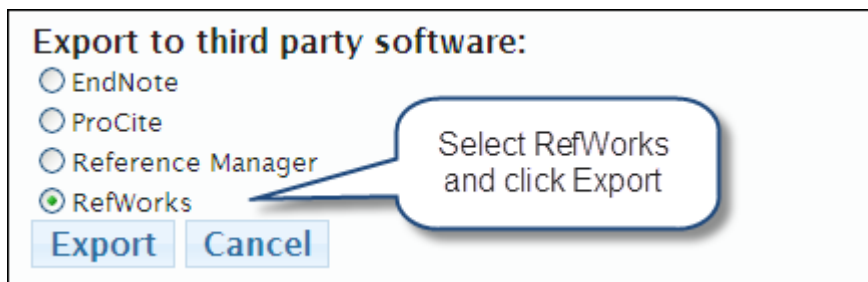 Export to third party software:
EndNote
ProCite
Reference Manager
RefWorks
Select RefWorks
and click Export
Export Cancel